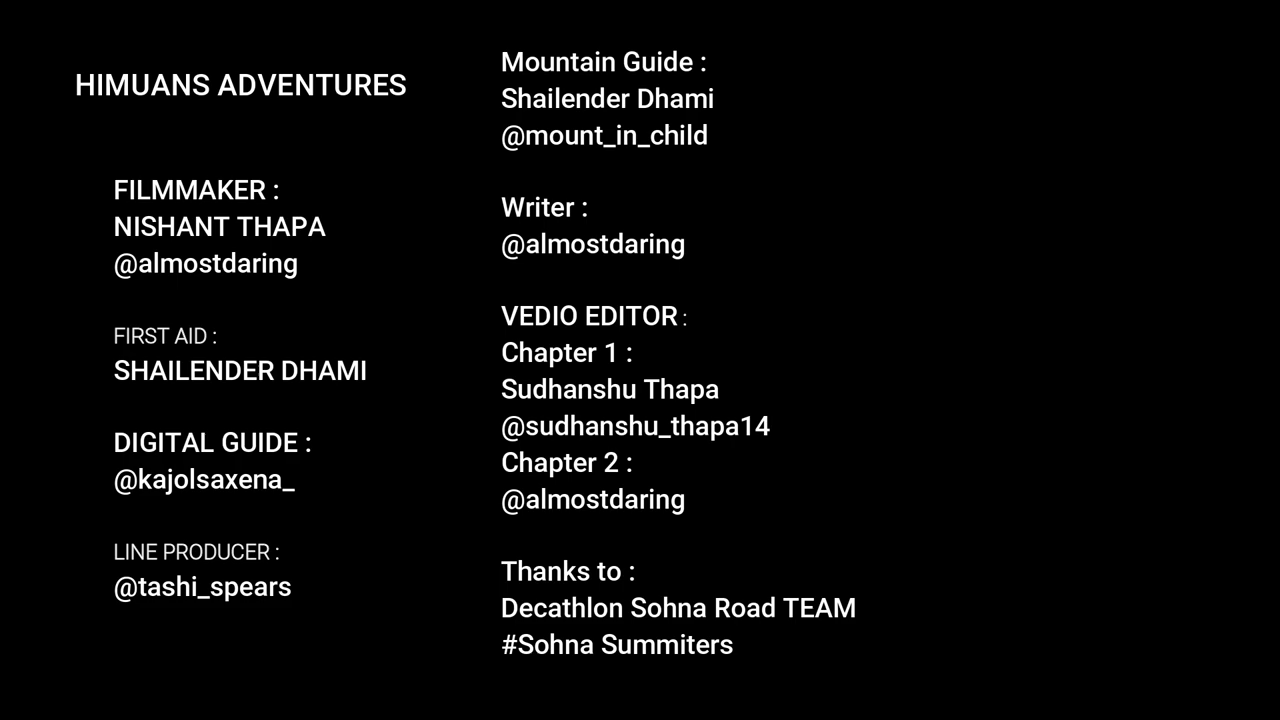 HIMUANS ADVENTURES
FILMMAKER :
NISHANT THAPA
@almostdaring
FIRST AID :
SHAILENDER DHAMI
DIGITAL GUIDE :
@kajolsaxena_
LINE PRODUCER :
@tashi_spears
Mountain Guide :
Shailender Dhami
@mount_in_child
Writer :
@almostdaring
VEDIO EDITOR :
Chapter 1 :
Sudhanshu Thapa
@sudhanshu_thapa14
Chapter 2 :
@almostdaring
Thanks to :
Decathlon Sohna Road TEAM
#Sohna Summiters